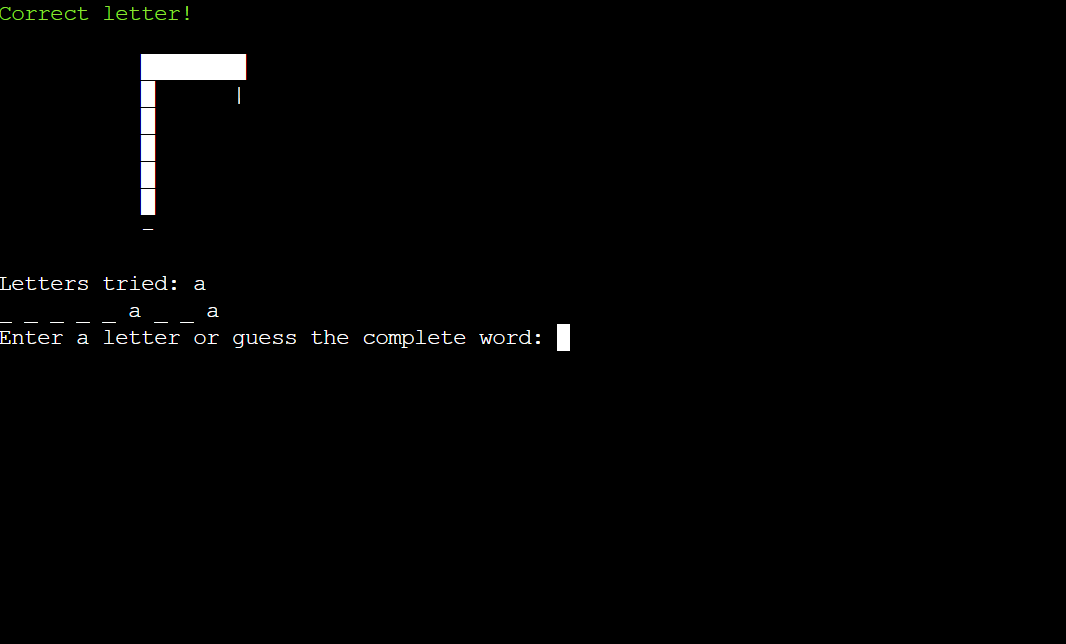 Correct letter!
|
_
Letters tried: a
_ _ _ _ _ a _ _ a
Enter a letter or guess the complete word: